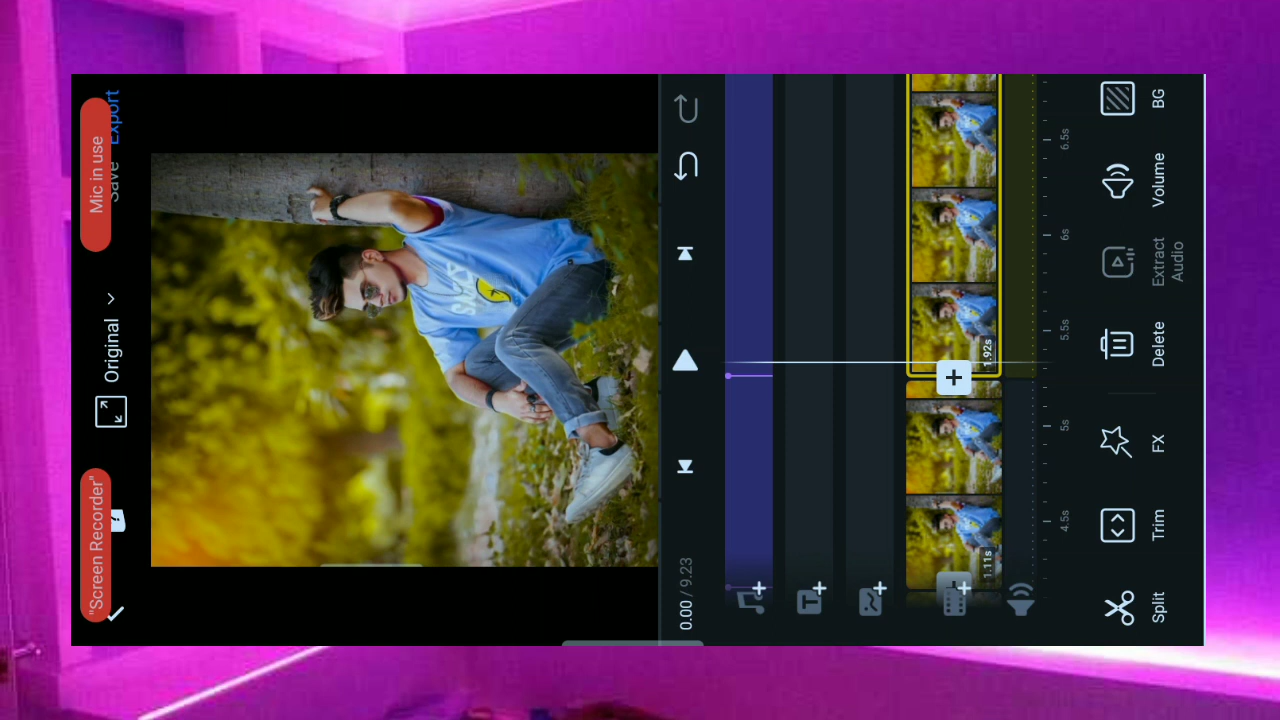 "Screen Recorder"
Mic in use
Original
Save
Export
0.00 / 9.23
T
4.5s
5s
5.5s
6s
6.5s
1.11s
1.92s
Split
Trim
FX
Delete
Extract
Audio
Volume
BG